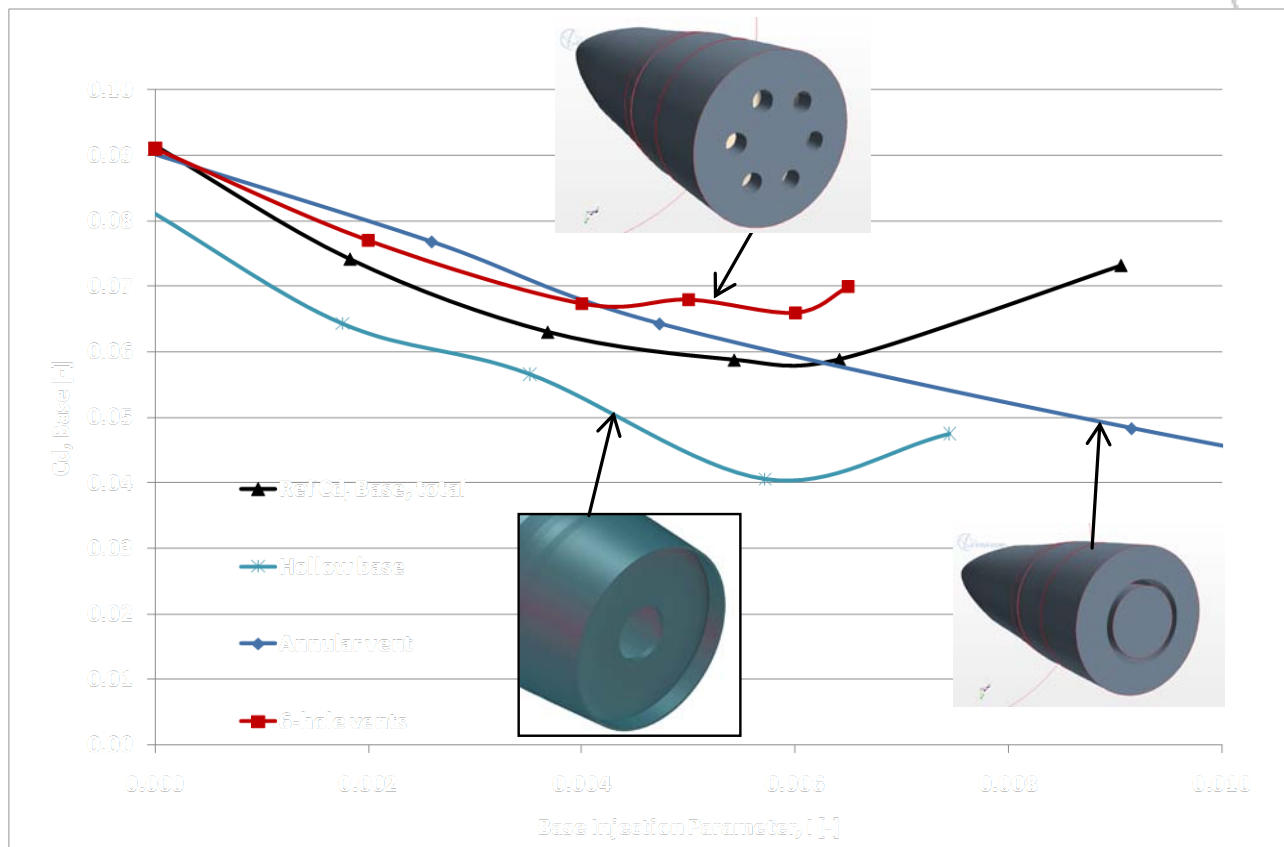 0.10
0.09
0.08
0.07
0.06
0.05
0.04
0.03
0.02
0.01
0.00
Cd, Base [-]
Ref Cd, Base, total
Hollow base
Annular vent
6-hole vents
0.000 0.002 0.004 0.006 0.008 0.010
Base Injection Parameter, I [-]